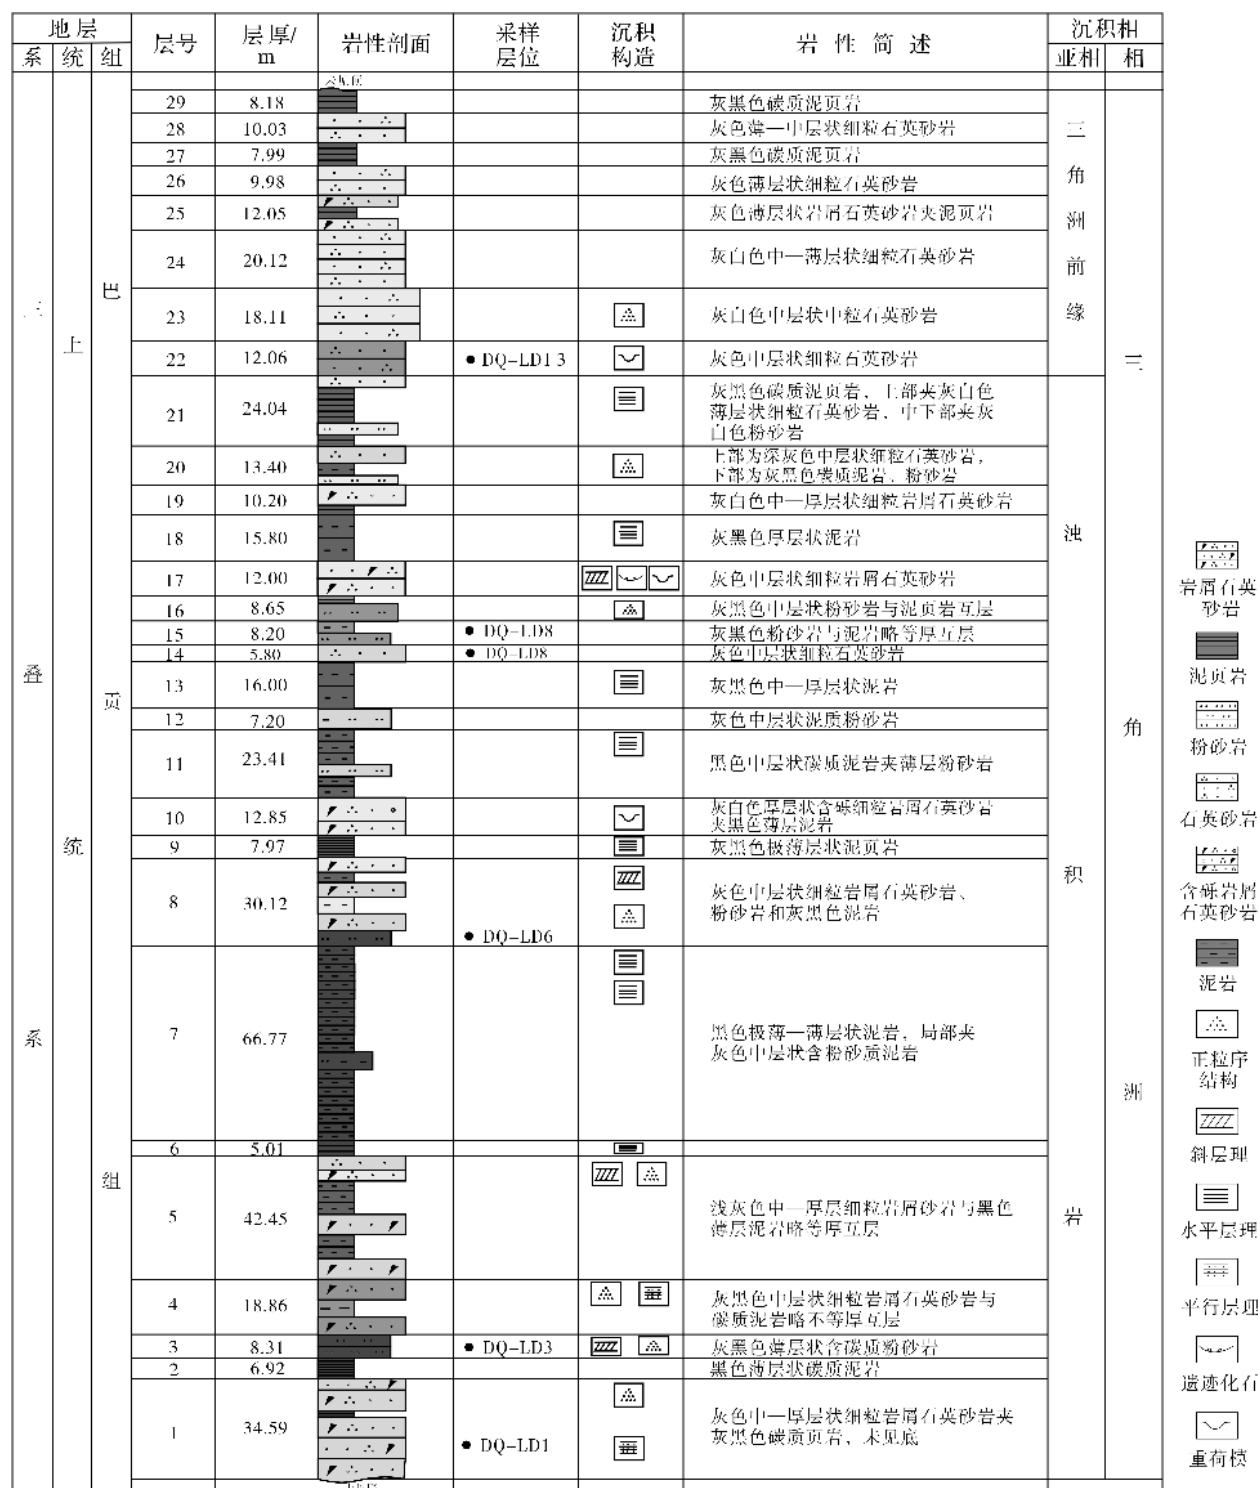 地层
层号
层厚/
m
岩性剖面
采样
层位
沉积
构造
岩性简述
沉积相
系 统 组
亚相 相
29 8.18 灰黑色碳质泥页岩
28 10.03 灰色薄—中层状细粒石英砂岩
27 7.99 灰黑色碳质泥页岩
26 9.98 灰色薄层状细粒石英砂岩
25 12.05 灰色薄层状岩屑石英砂岩夹泥页岩
24 20.12 灰白色中—薄层状细粒石英砂岩
23 18.11 灰白色中层状中粒石英砂岩
22 12.06 ● DQ-LD13 灰色中层状细粒石英砂岩
21 24.04 灰黑色碳质泥页岩、上部夹灰白色
薄层状细粒石英砂岩、中下部夹灰
白色粉砂岩
20 13.40 上部为深灰色中层状细粒石英砂岩,
下部为灰黑色碳质泥岩、粉砂岩
19 10.20 灰白色中—厚层状细粒岩屑石英砂岩
18 15.80 灰黑色厚层状泥岩
17 12.00 灰色中层状细粒岩屑石英砂岩
16 8.65 灰黑色中层状粉砂岩与泥页岩互层
15 8.20 ● DQ-LD8 灰黑色粉砂岩与泥岩略等厚互层
14 5.80 ● DQ-LD8 灰色中层状细粒石英砂岩
13 16.00 灰黑色中—厚层状泥岩
12 7.20 灰色中层状泥质粉砂岩
11 23.41 黑色中层状碳质泥岩夹薄层粉砂岩
10 12.85 灰白色厚层状含砾细粒岩屑石英砂岩
夹黑色薄层泥岩
9 7.97 灰黑色极薄层状泥页岩
8 30.12 ● DQ-LD6 灰色中层状细粒岩屑石英砂岩、
粉砂岩和灰黑色泥岩
7 66.77 黑色极薄—薄层状泥岩, 局部夹
灰色中层状含粉砂质泥岩
6 5.01
5 42.45 浅灰色中—厚层细粒岩屑砂岩与黑色
薄层泥岩略等厚互层
4 18.86 灰黑色中层状细粒岩屑石英砂岩与
碳质泥岩略不等厚互层
3 8.31 ● DQ-LD3 灰黑色薄层状含碳质粉砂岩
2 6.92 黑色薄层状碳质泥岩
1 34.59 ● DQ-LD1 灰色中—厚层状细粒岩屑石英砂岩夹
灰黑色碳质页岩, 未见底
三叠系
上统
巴贡组
三角洲前缘
浊积岩
三角洲
岩屑石英
砂岩
泥页岩
粉砂岩
石英砂岩
含砾岩屑
石英砂岩
泥岩
正粒序
结构
斜层理
水平层理
平行层理
遗迹化石
重荷模